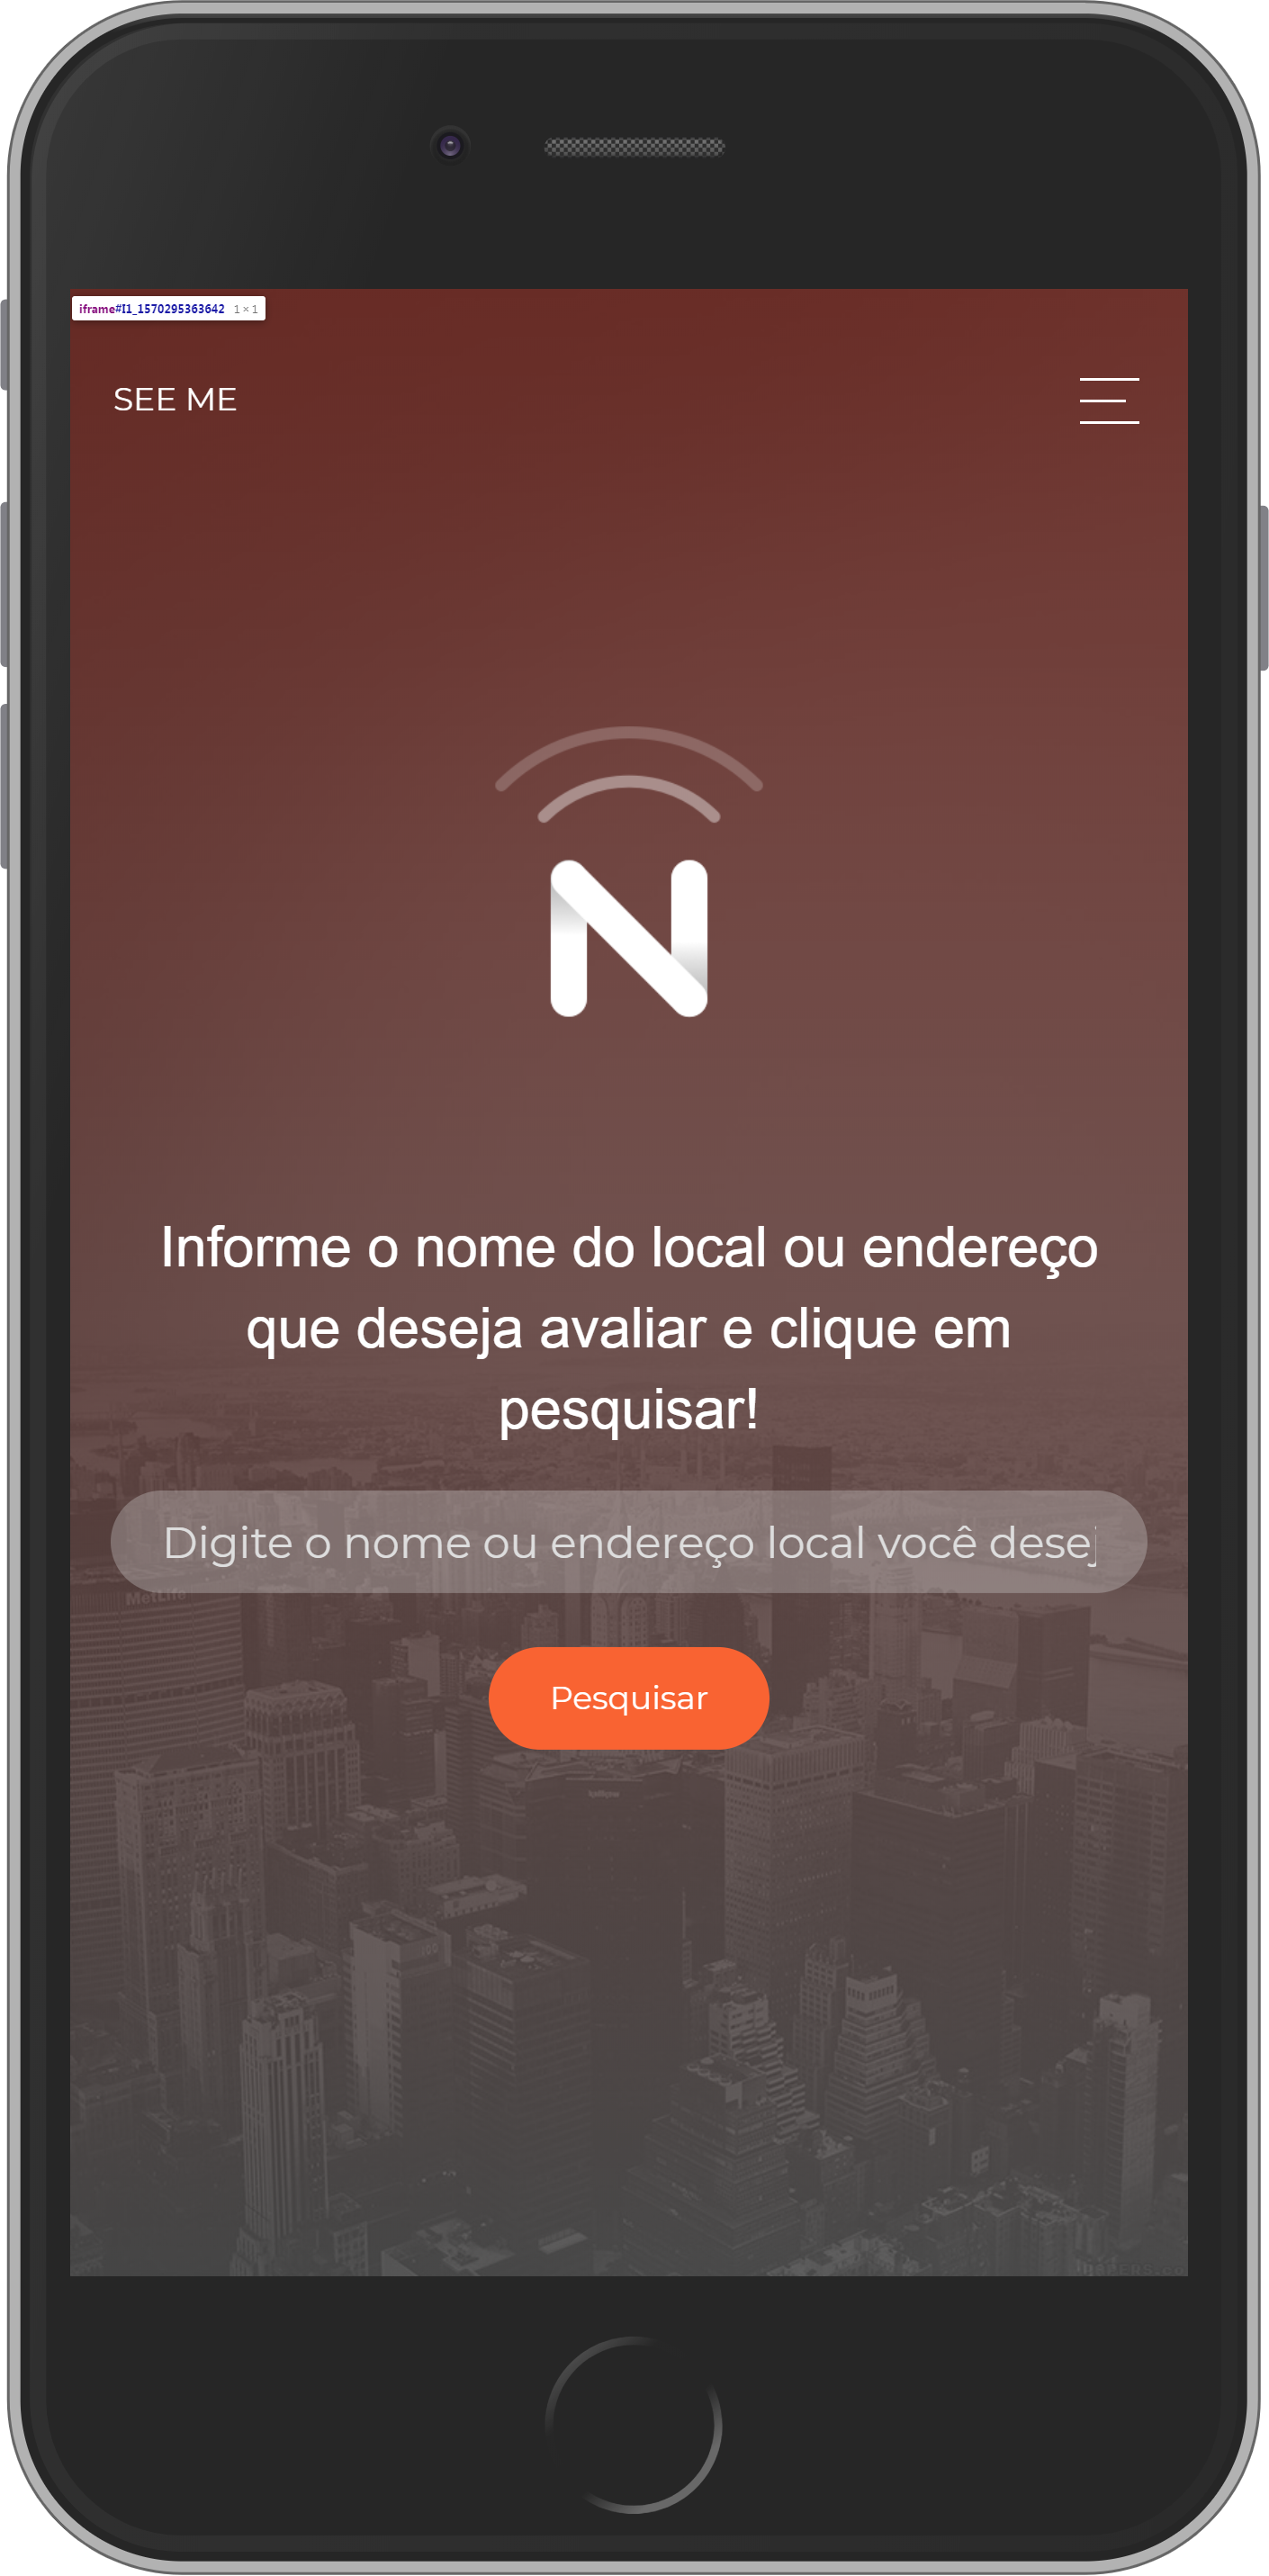 iframe#I1_1570295363642 1 × 1
SEE ME
N
Informe o nome do local ou endereço
que deseja avaliar e clique em
pesquisar!
Digite o nome ou endereço local você desej
MetLife
Pesquisar